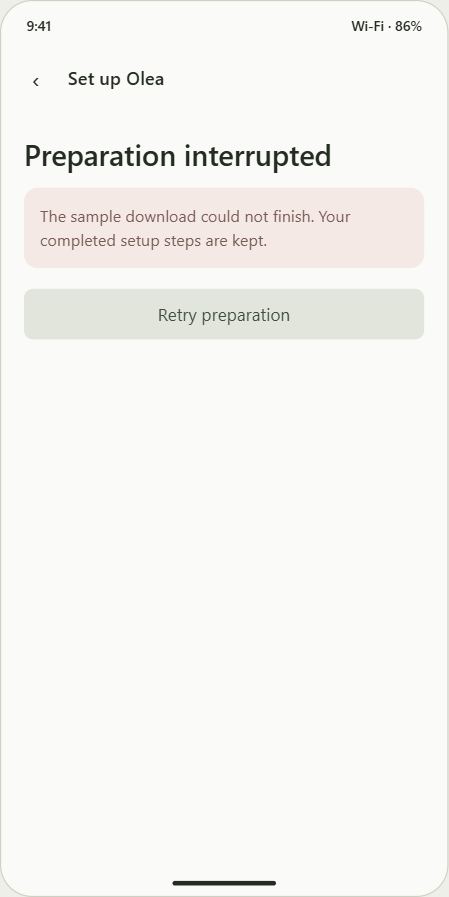 9:41
Wi-Fi · 86%
‹
Set up Olea
Preparation interrupted
The sample download could not finish. Your
completed setup steps are kept.
Retry preparation